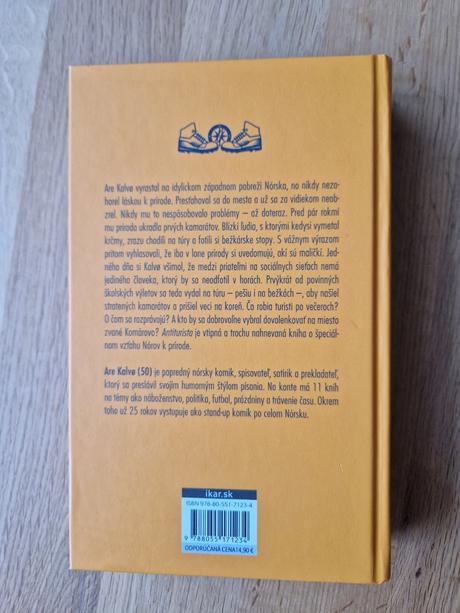 Are Kalvø vyrastal na idylickom západnom pobreží Nórska, no nikdy neza-
horel láskou k prírode. Presťahoval sa do mesta a už sa za vidiekom neob-
zrel. Nikdy mu to nespôsobovalo problémy – až doteraz. Pred pár rokmi
mu príroda ukradla prvých kamarátov. Blízki ľudia, s ktorými kedysi vymetal
krčmy, zrazu chodili na túry a fotili si bežkárske stopy. S vážnym výrazom
pritom vyhlasovali, že iba v lone prírody si uvedomujú, akí sú maličkí. Jed-
ného dňa si Kalvø všimol, že medzi priateľmi na sociálnych sieťach nemá
jediného človeka, ktorý by sa neodfotil v horách. Prvýkrát od povinných
školských výletov sa teda vydal na túru – pešiu i na bežkách –, aby našiel
stratených kamarátov a prišiel veci na koreň. Čo robia turisti po večeroch?
O čom sa rozprávajú? A kto by sa dobrovoľne vybral dovolenkovať na miesto
zvané Komárovo? Antiturista je vtipná a trochu nahnevaná kniha o špeciál-
nom vzťahu Nórov k prírode.
Are Kalvø (50) je popredný nórsky komik, spisovateľ, satirik a prekladateľ,
ktorý sa preslávil svojím humorným štýlom písania. Na konte má 11 kníh
na témy ako náboženstvo, politika, futbal, prázdniny a trávenie času. Okrem
toho už 25 rokov vystupuje ako stand-up komik po celom Nórsku.
ikar.sk
ISBN 978-80-551-7123-4
9 788055 171234
ODPORÚČANÁ CENA 14,90 €